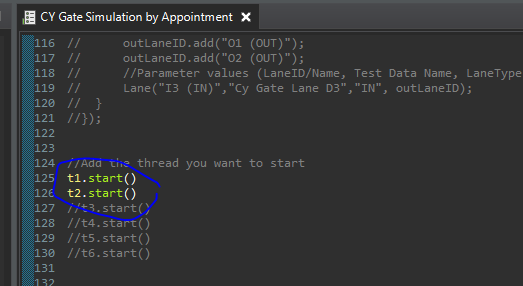 CY Gate Simulation by Appointment
116 // outLaneID.add("O1 (OUT)");
117 // outLaneID.add("O2 (OUT)");
118 // //Parameter values (LaneID/Name, Test Data Name, LaneType
119 // Lane("I3 (IN)","Cy Gate Lane D3","IN", outLaneID);
120 // }
121 //});
122
123
124 //Add the thread you want to start
125 t1.start()
126 t2.start()
127 //t3.start()
128 //t4.start()
129 //t5.start()
130 //t6.start()
131
132